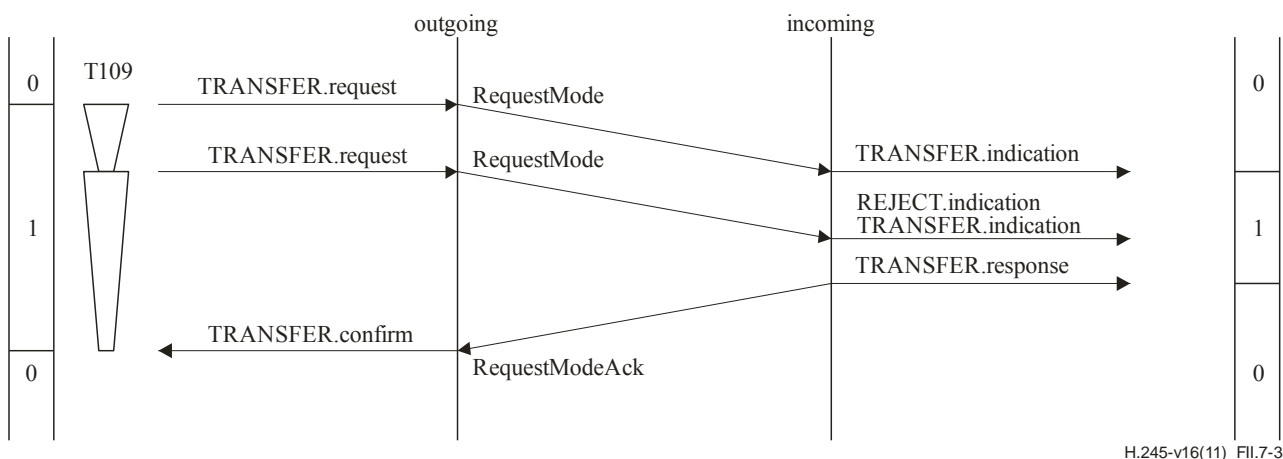 outgoing
incoming
0
T109
TRANSFER.request
RequestMode
0
TRANSFER.request
RequestMode
TRANSFER.indication
REJECT.indication
1
TRANSFER.indication
1
TRANSFER.response
TRANSFER.confirm
0
RequestModeAck
0
H.245-v16(11)_FII.7-3